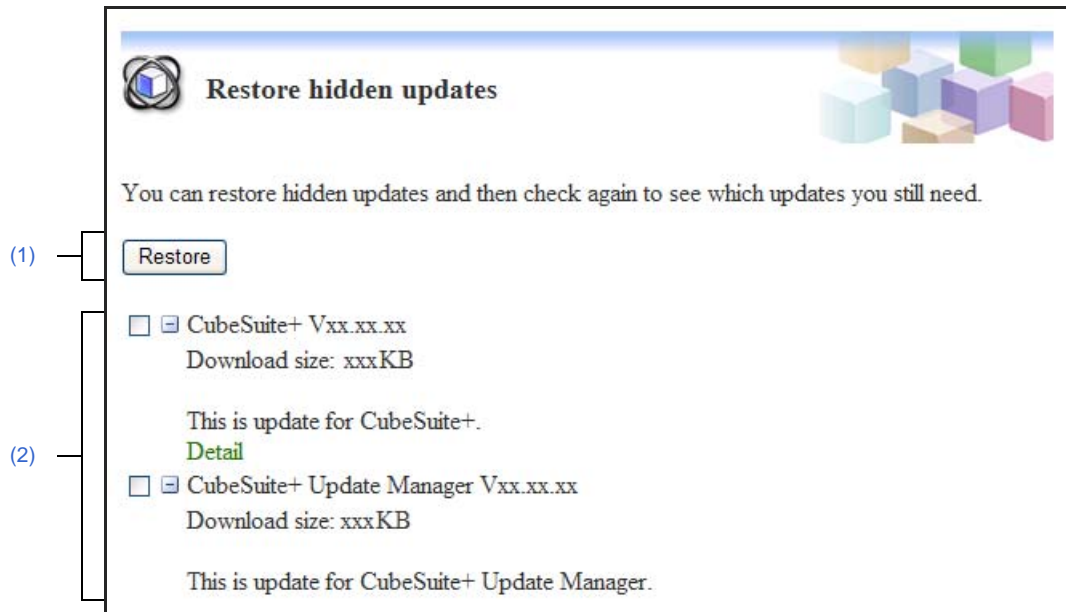 Restore hidden updates
You can restore hidden updates and then check again to see which updates you still need.
(1)
Restore
CubeSuite+ Vxx.xx.xx
Download size: xxxKB
This is update for CubeSuite+.
(2)
Detail
CubeSuite+ Update Manager Vxx.xx.xx
Download size: xxxKB
This is update for CubeSuite+ Update Manager.